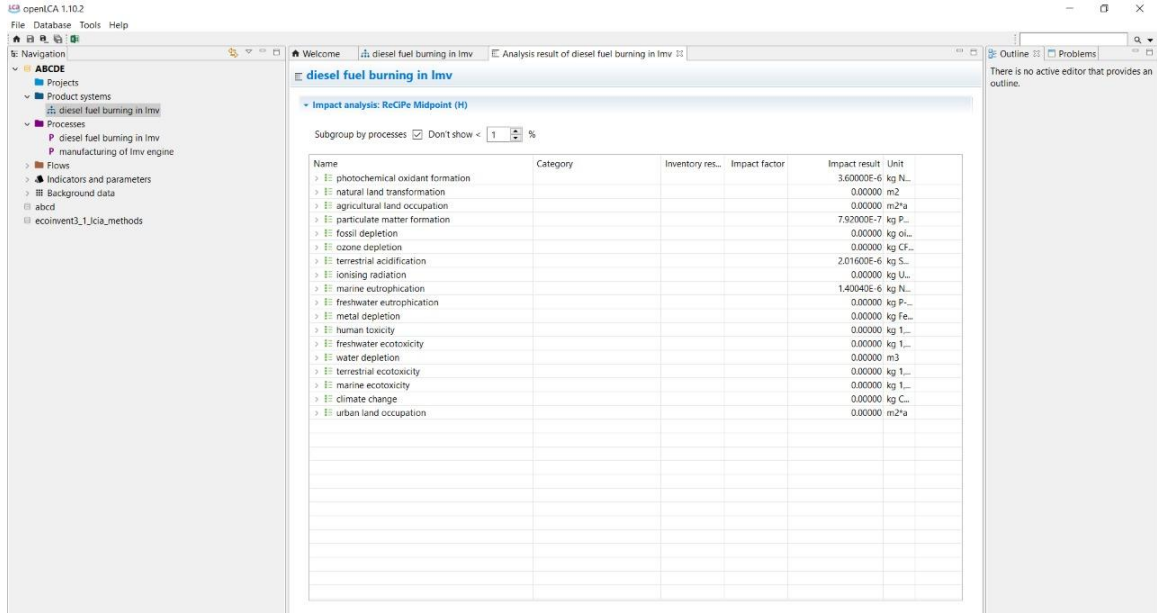 openLCA 1.10.2
File Database Tools Help
Navigation
Welcome diesel fuel burning in lmv Analysis result of diesel fuel burning in lmv
Outline Problems
ABCDE
Projects
Product systems
diesel fuel burning in lmv
Processes
P diesel fuel burning in lmv
P manufacturing of lmv engine
Flows
Indicators and parameters
Background data
abcd
ecoinvent3_1_lcia_methods
diesel fuel burning in lmv
Impact analysis: ReCiPe Midpoint (H)
Subgroup by processes Don't show < 1 %
Name Category Inventory res... Impact factor Impact result Unit
photochemical oxidant formation 3.60000E-6 kg N...
natural land transformation 0.00000 m2
agricultural land occupation 0.00000 m2*a
particulate matter formation 7.92000E-7 kg P...
fossil depletion 0.00000 kg oi...
ozone depletion 0.00000 kg CF...
terrestrial acidification 2.01600E-6 kg S...
ionising radiation 0.00000 kg U...
marine eutrophication 1.40040E-6 kg N...
freshwater eutrophication 0.00000 kg P-...
metal depletion 0.00000 kg Fe...
human toxicity 0.00000 kg 1,...
freshwater ecotoxicity 0.00000 kg 1,...
water depletion 0.00000 m3
terrestrial ecotoxicity 0.00000 kg 1,...
marine ecotoxicity 0.00000 kg 1,...
climate change 0.00000 kg C...
urban land occupation 0.00000 m2*a
There is no active editor that provides an
outline.